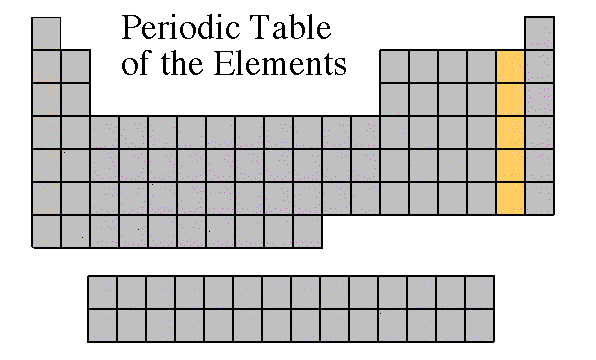 Periodic Table
of the Elements